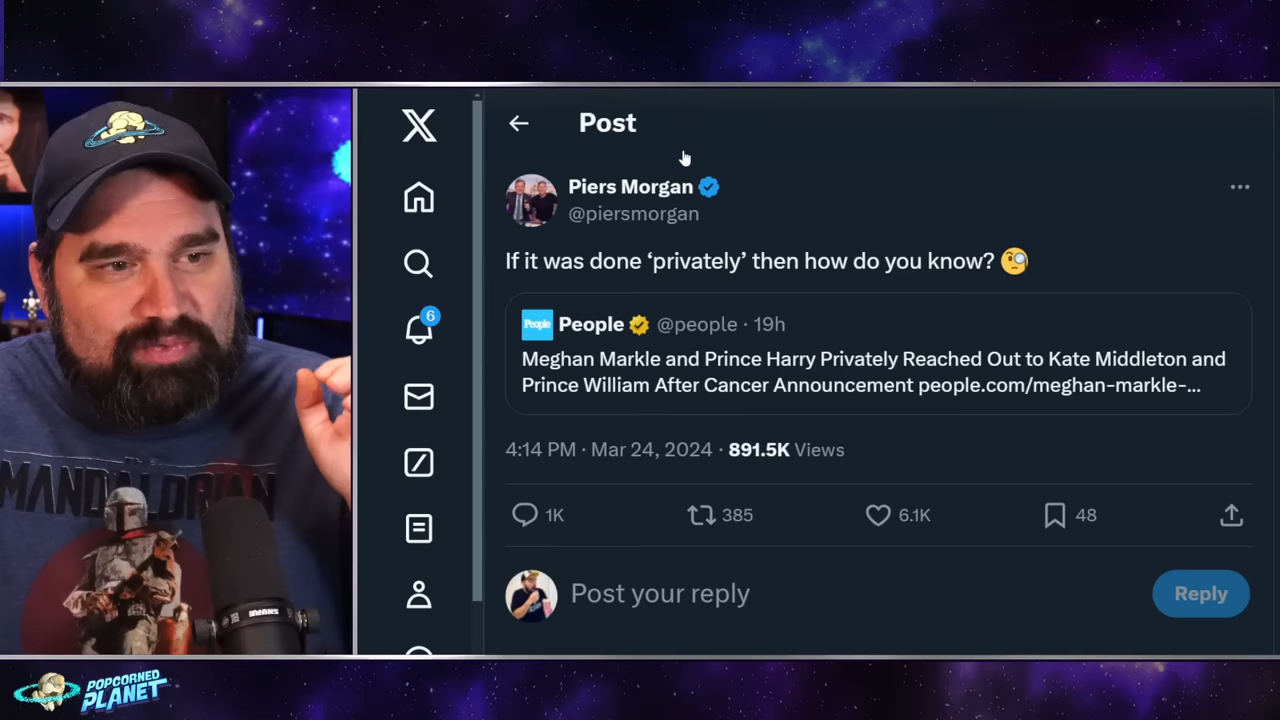 Post
Piers Morgan
@piersmorgan
If it was done ‘privately’ then how do you know? 🧐
People
People @people · 19h
Meghan Markle and Prince Harry Privately Reached Out to Kate Middleton and
Prince William After Cancer Announcement people.com/meghan-markle-...
4:14 PM · Mar 24, 2024 · 891.5K Views
1K 385 6.1K 48
Post your reply
Reply
6
MANDALORIAN
SHURE
POPCORNED
PLANET